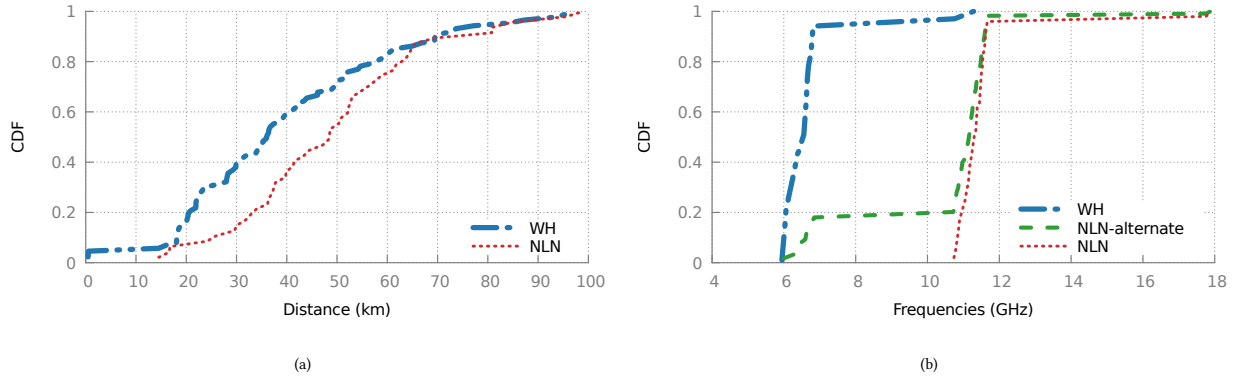 1
0.8
0.6
0.4
0.2
0
CDF
WH
NLN
0 10 20 30 40 50 60 70 80 90 100
Distance (km)
(a)
1
0.8
0.6
0.4
0.2
0
CDF
WH
NLN-alternate
NLN
4 6 8 10 12 14 16 18
Frequencies (GHz)
(b)